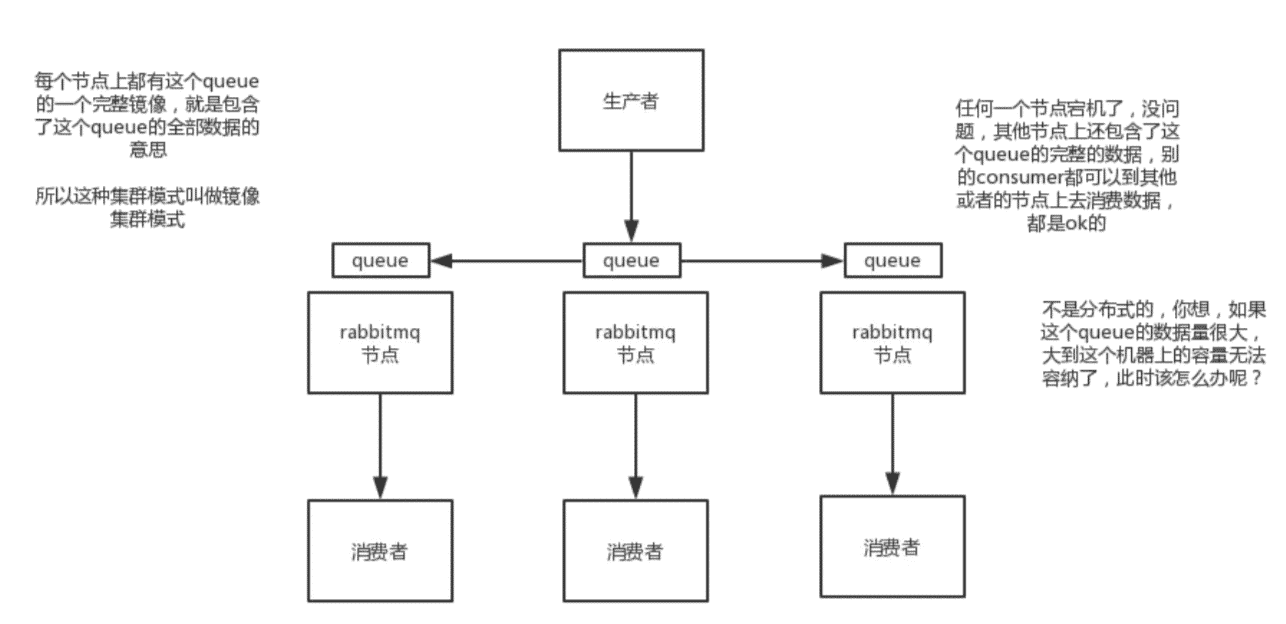 每个节点上都有这个queue
的一个完整镜像，就是包含
了这个queue的全部数据的
意思
所以这种集群模式叫做镜像
集群模式
生产者
任何一个节点宕机了，没问
题，其他节点上还包含了这
个queue的完整的数据，别
的consumer都可以到其他
或者的节点上去消费数据，
都是ok的
queue
queue
queue
rabbitmq
节点
rabbitmq
节点
rabbitmq
节点
不是分布式的，你想，如果
这个queue的数据量很大，
大到这个机器上的容量无法
容纳了，此时该怎么办呢？
消费者
消费者
消费者